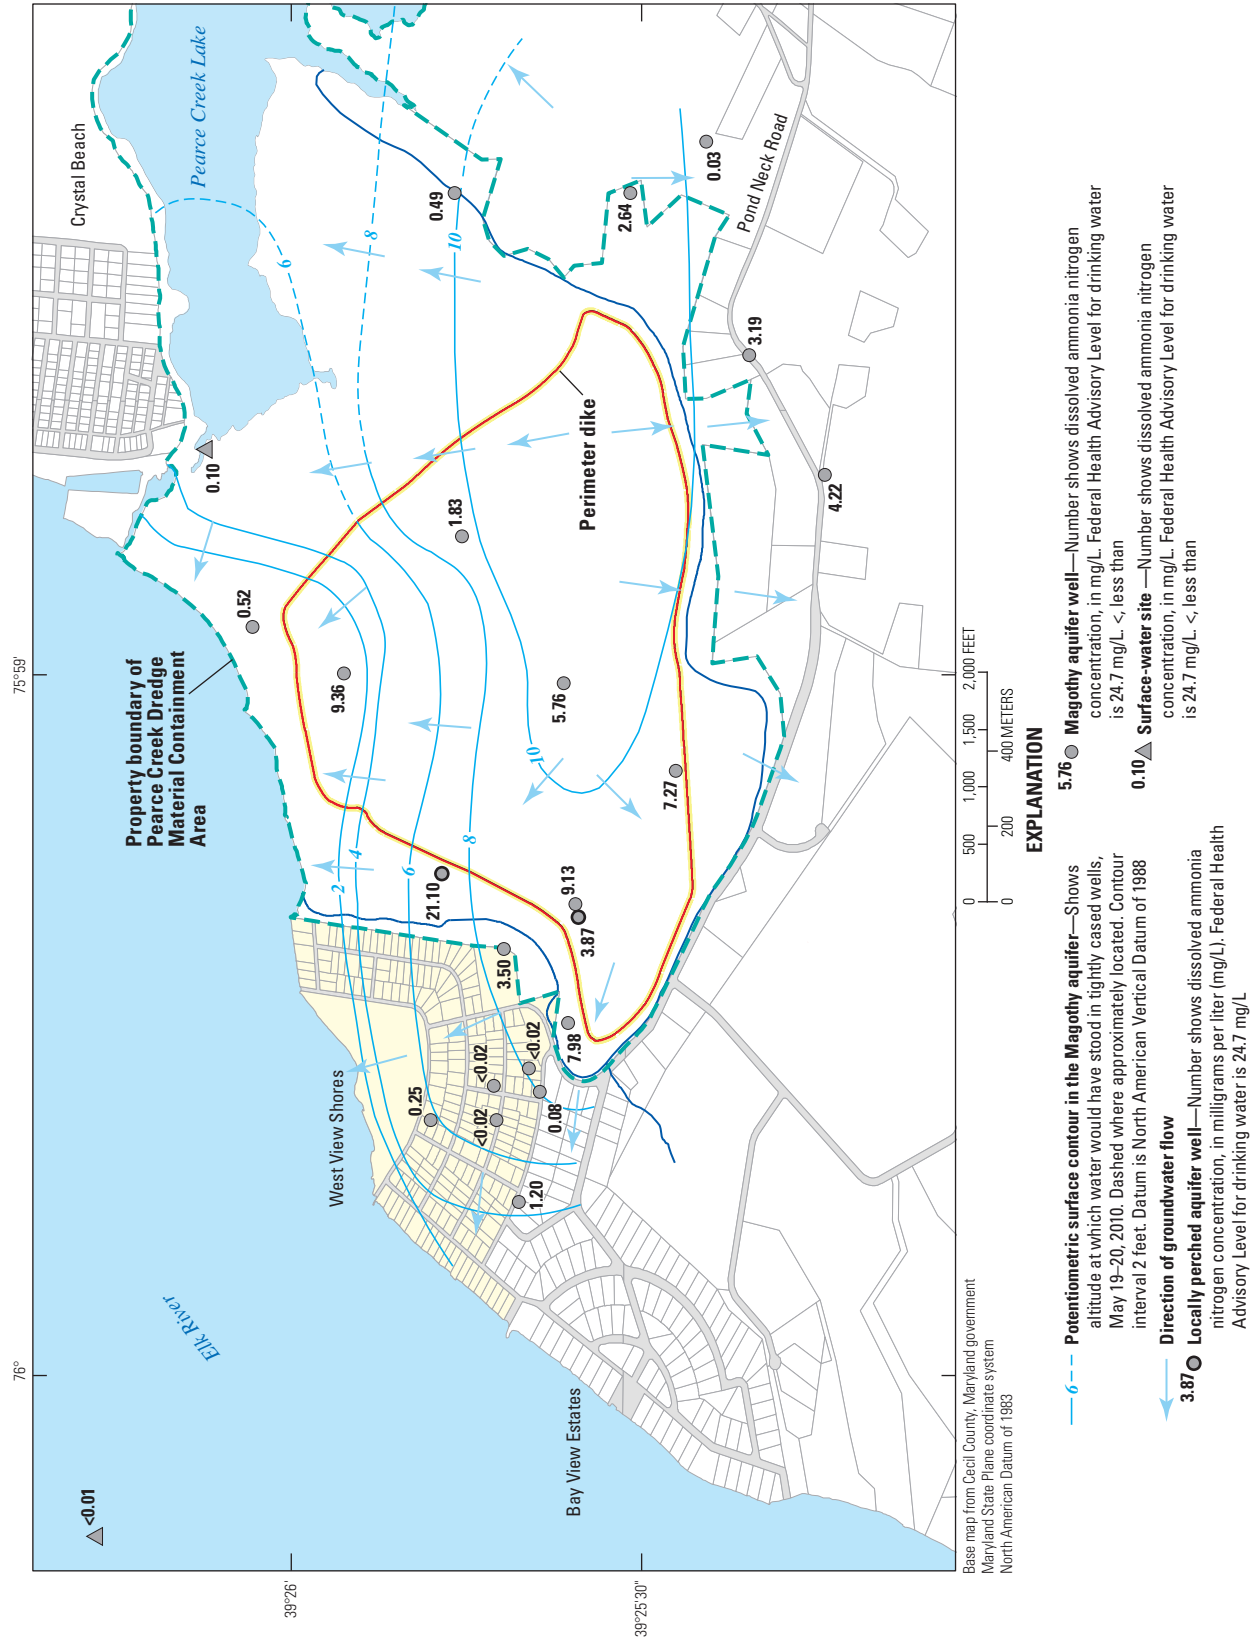 76°
75°59'
39°26'
39°25'30"
<0.01
Elk River
Bay View Estates
West View Shores
Crystal Beach
Pearce Creek Lake
Property boundary of
Pearce Creek Dredge
Material Containment
Area
Perimeter dike
Pond Neck Road
0.10
0.52
9.36
1.83
5.76
7.27
21.10
9.13
3.87
3.50
7.98
<0.02
<0.02
<0.02
0.25
0.08
1.20
0.49
2.64
0.03
3.19
4.22
2
4
6
8
10
6
8
10
Base map from Cecil County, Maryland government
Maryland State Plane coordinate system
North American Datum of 1983
0 500 1,000 1,500 2,000 FEET
0 200 400 METERS
EXPLANATION
6 Potentiometric surface contour in the Magothy aquifer—Shows
altitude at which water would have stood in tightly cased wells,
May 19–20, 2010. Dashed where approximately located. Contour
interval 2 feet. Datum is North American Vertical Datum of 1988
Direction of groundwater flow
3.87 Locally perched aquifer well—Number shows dissolved ammonia
nitrogen concentration, in milligrams per liter (mg/L). Federal Health
Advisory Level for drinking water is 24.7 mg/L
5.76 Magothy aquifer well—Number shows dissolved ammonia nitrogen
concentration, in mg/L. Federal Health Advisory Level for drinking water
is 24.7 mg/L. <, less than
0.10 Surface-water site —Number shows dissolved ammonia nitrogen
concentration, in mg/L. Federal Health Advisory Level for drinking water
is 24.7 mg/L. <, less than